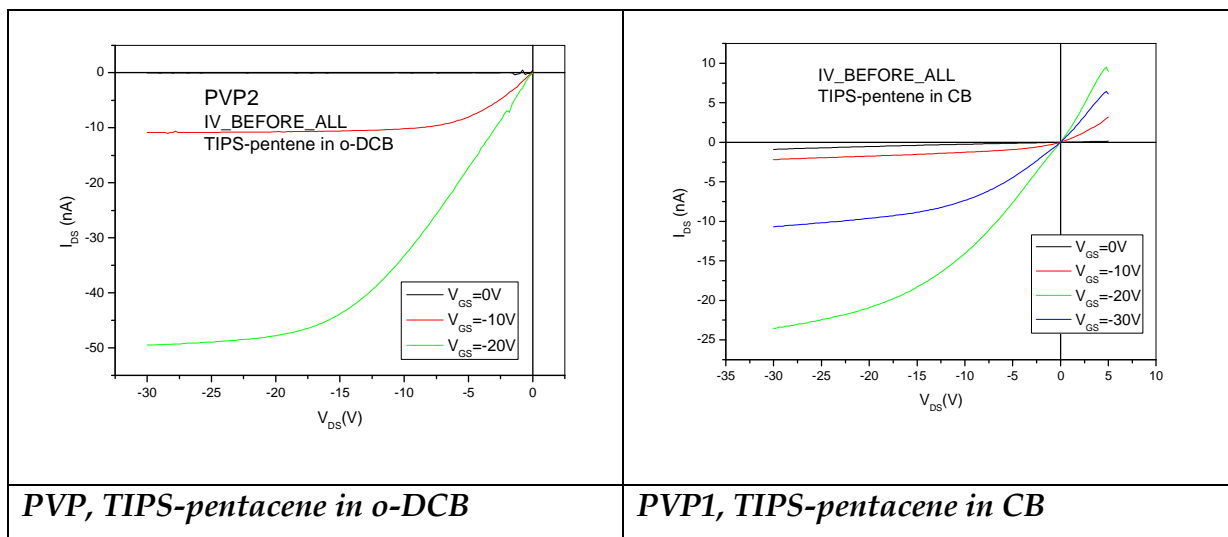 0
-10
-20
-30
-40
-50
I_DS (nA)
PVP2
IV_BEFORE_ALL
TIPS-pentene in o-DCB
V_GS=0V
V_GS=-10V
V_GS=-20V
-30 -25 -20 -15 -10 -5 0
V_DS(V)
10
5
0
-5
-10
-15
-20
-25
I_DS (nA)
IV_BEFORE_ALL
TIPS-pentene in CB
V_GS=0V
V_GS=-10V
V_GS=-20V
V_GS=-30V
-35 -30 -25 -20 -15 -10 -5 0 5 10
V_DS(V)
PVP, TIPS-pentacene in o-DCB
PVP1, TIPS-pentacene in CB